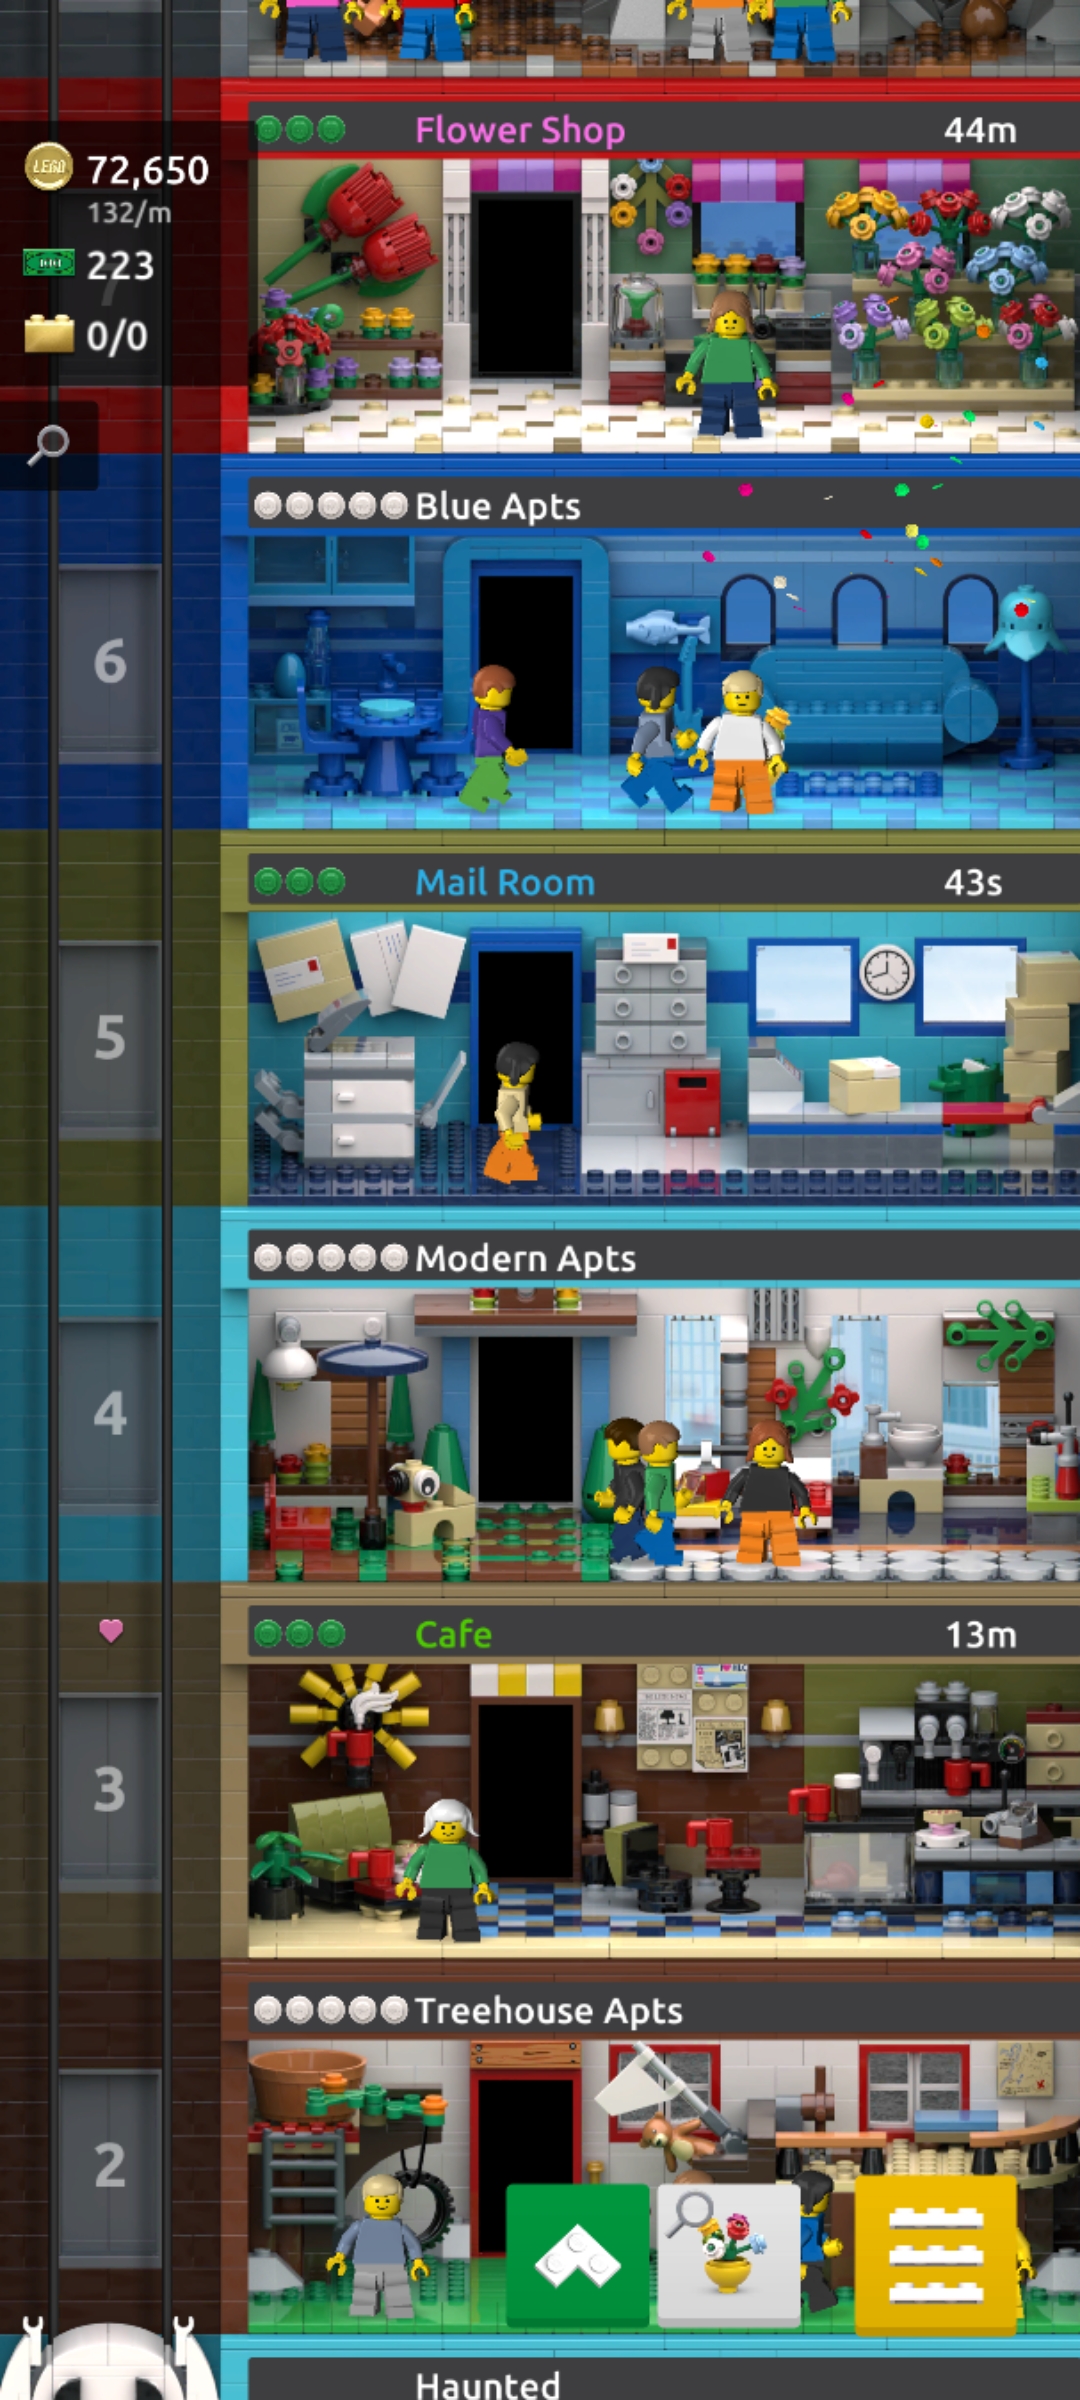 Flower Shop 44m
LEGO 72,650
132/m
223
7
0/0
Blue Apts
6
Mail Room 43s
5
Modern Apts
4
Cafe 13m
3
Treehouse Apts
2
Haunted